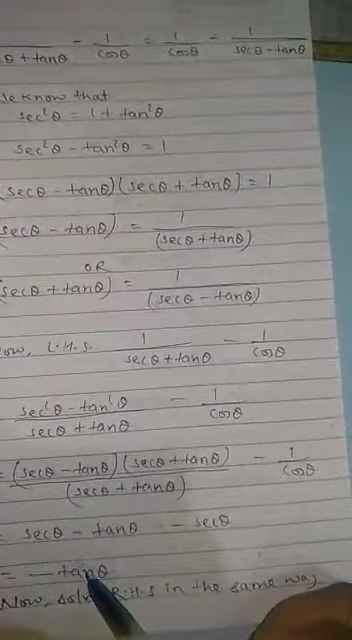 θ + tanθ - 1/cosθ = 1/cosθ - 1/(secθ - tanθ)
know that
sec²θ = 1 + tan²θ
sec²θ - tan²θ = 1
(secθ - tanθ)(secθ + tanθ) = 1
secθ - tanθ) = 1/(secθ + tanθ)
OR
(secθ + tanθ) = 1/(secθ - tanθ)
L.H.S. 1/(secθ + tanθ) - 1/cosθ
(sec²θ - tan²θ)/(secθ + tanθ) - 1/cosθ
= (secθ - tanθ)(secθ + tanθ)/(secθ + tanθ) - 1/cosθ
= secθ - tanθ - secθ
= - tanθ
Now, R.H.S in the same way